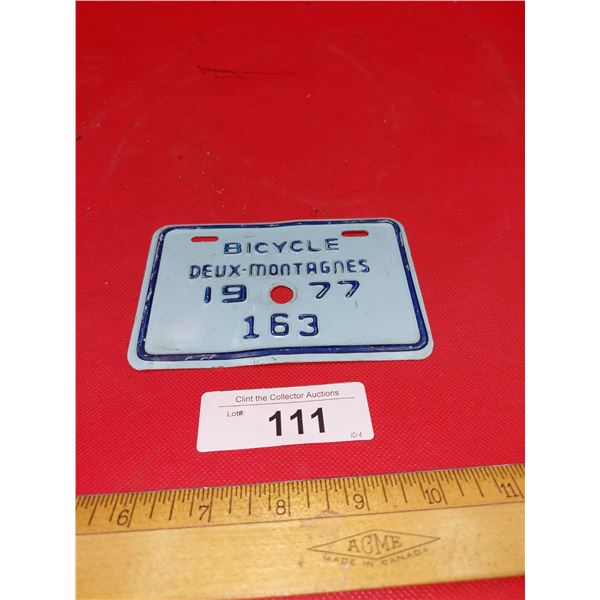 BICYCLE
DEUX-MONTAGNES
19 77
163
Clint the Collector Auctions
Lot#: 111
ID:4
6 7 8 9 10 11
ACME
MADE IN CANADA